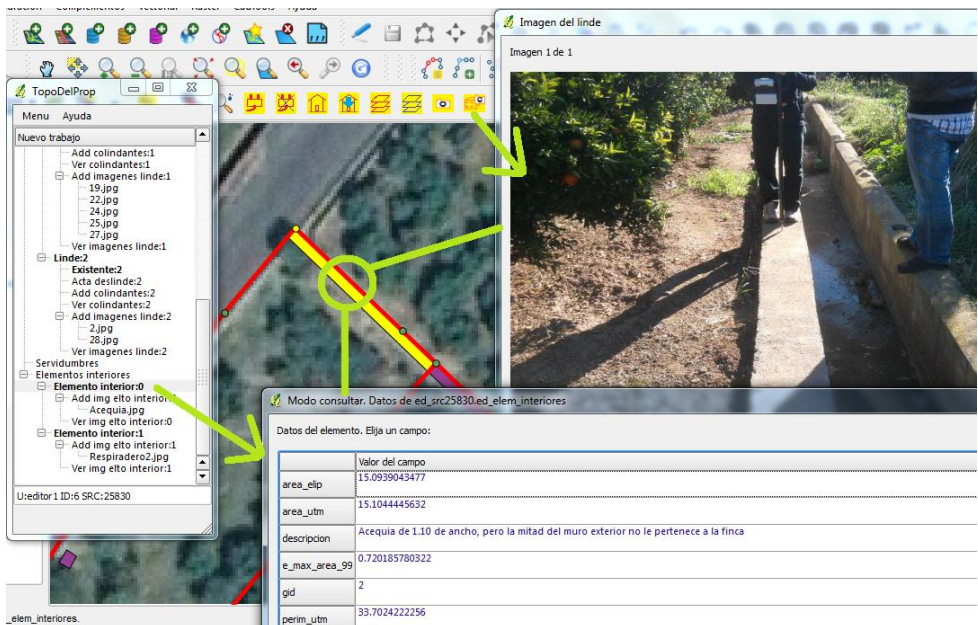 Complementos Vectorial Raster CadTools Ayuda
TopoDelProp
Menu Ayuda
Nuevo trabajo
Add colindantes:1
Ver colindantes:1
Add imagenes linde:1
19.jpg
22.jpg
24.jpg
25.jpg
27.jpg
Ver imagenes linde:1
Linde:2
Existente:2
Acta deslinde:2
Add colindantes:2
Ver colindantes:2
Add imagenes linde:2
2.jpg
28.jpg
Ver imagenes linde:2
Servidumbres
Elementos interiores
Elemento interior:0
Add img elto interior:
Acequia.jpg
Ver img elto interior:0
Elemento interior:1
Add img elto interior:1
Respiradero2.jpg
Ver img elto interior:1
U:editor1 ID:6 SRC:25830
_elem_interiores.
Imagen del linde
Imagen 1 de 1
Modo consultar. Datos de ed_src25830.ed_elem_interiores
Datos del elemento. Elija un campo:
Valor del campo
area_elip 15.0939043477
area_utm 15.1044445632
descripcion Acequia de 1.10 de ancho, pero la mitad del muro exterior no le pertenece a la finca
e_max_area_99 0.720185780322
gid 2
perim_utm 33.7024222256